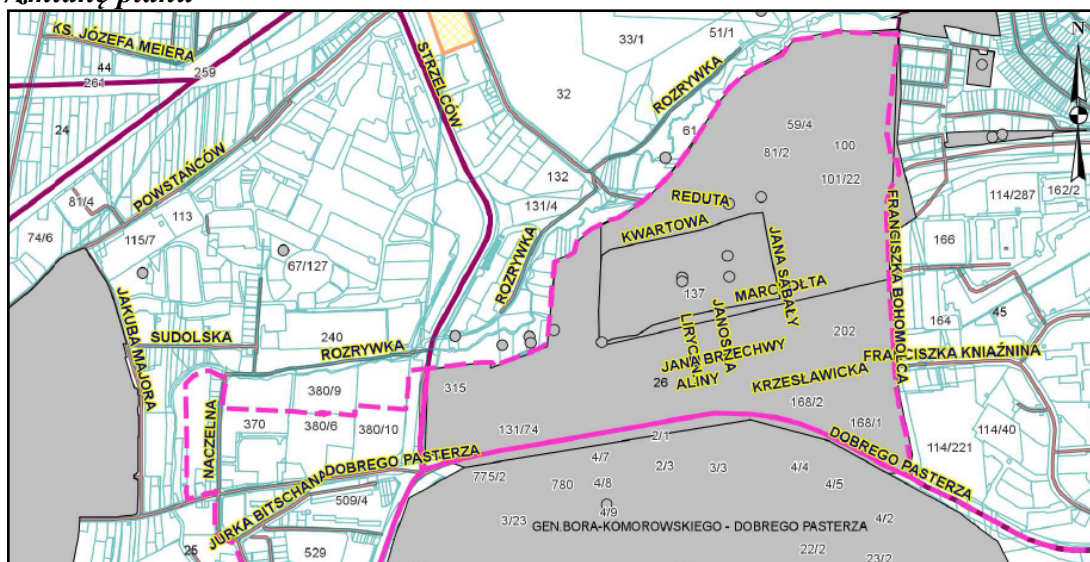 zmianę planu
KS. JÓZEFA MEIERA
44
261
259
24
STRZELCÓW
33/1
51/1
32
ROZRYWKA
61
59/4
100
81/2
101/22
N
POWSTAŃCÓW
81/4
113
74/6
115/7
132
131/4
REDUTA
KWARTOWA
114/287
162/2
166
67/127
ROZRYWKA
137
JANA SABAŁY
MARCHOŁTA
FRANCISZKA BOHOMOLCA
JAKUBA MAJORA
SUDOLSKA
240
ROZRYWKA
202
164
45
JANA BRZECHWY
ALINY
26
KRZESŁAWICKA
FRANCISZKA KNIAŹNINA
380/9
315
168/2
168/1
NACZELNA
370
380/6
380/10
131/74
2/1
114/40
114/221
DOBREGO PASTERZA
DOBREGO PASTERZA
JURKA BITSCHANA
775/2
4/7
2/3
3/3
4/4
509/4
780
4/8
4/5
4/9
3/23
GEN.BORA-KOMOROWSKIEGO - DOBREGO PASTERZA
4/2
25
529
22/2
23/2